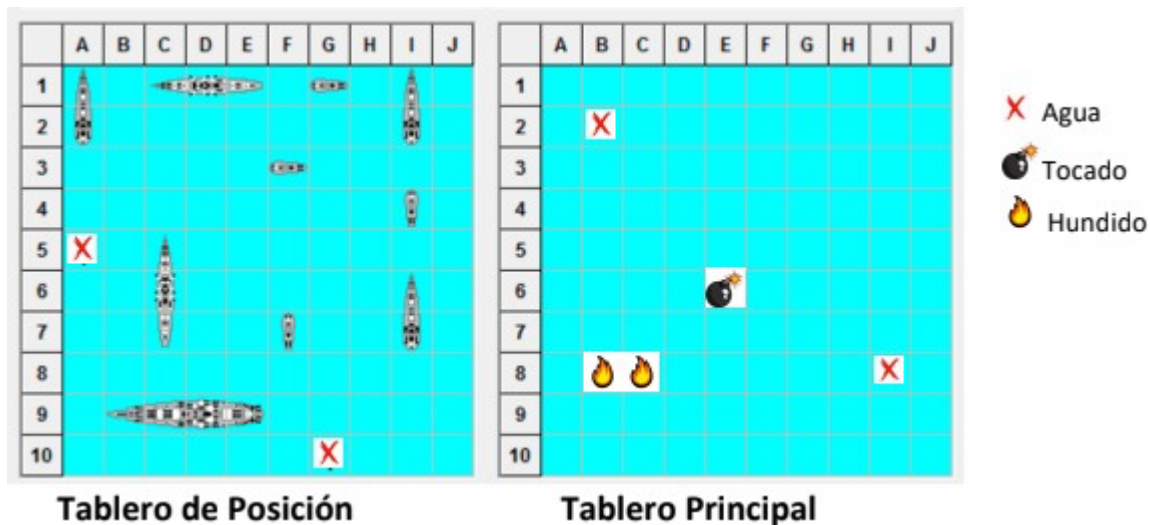 A B C D E F G H I J
1
2
3
4
5
6
7
8
9
10
Tablero de Posición
A B C D E F G H I J
1
2
3
4
5
6
7
8
9
10
Tablero Principal
Agua
Tocado
Hundido